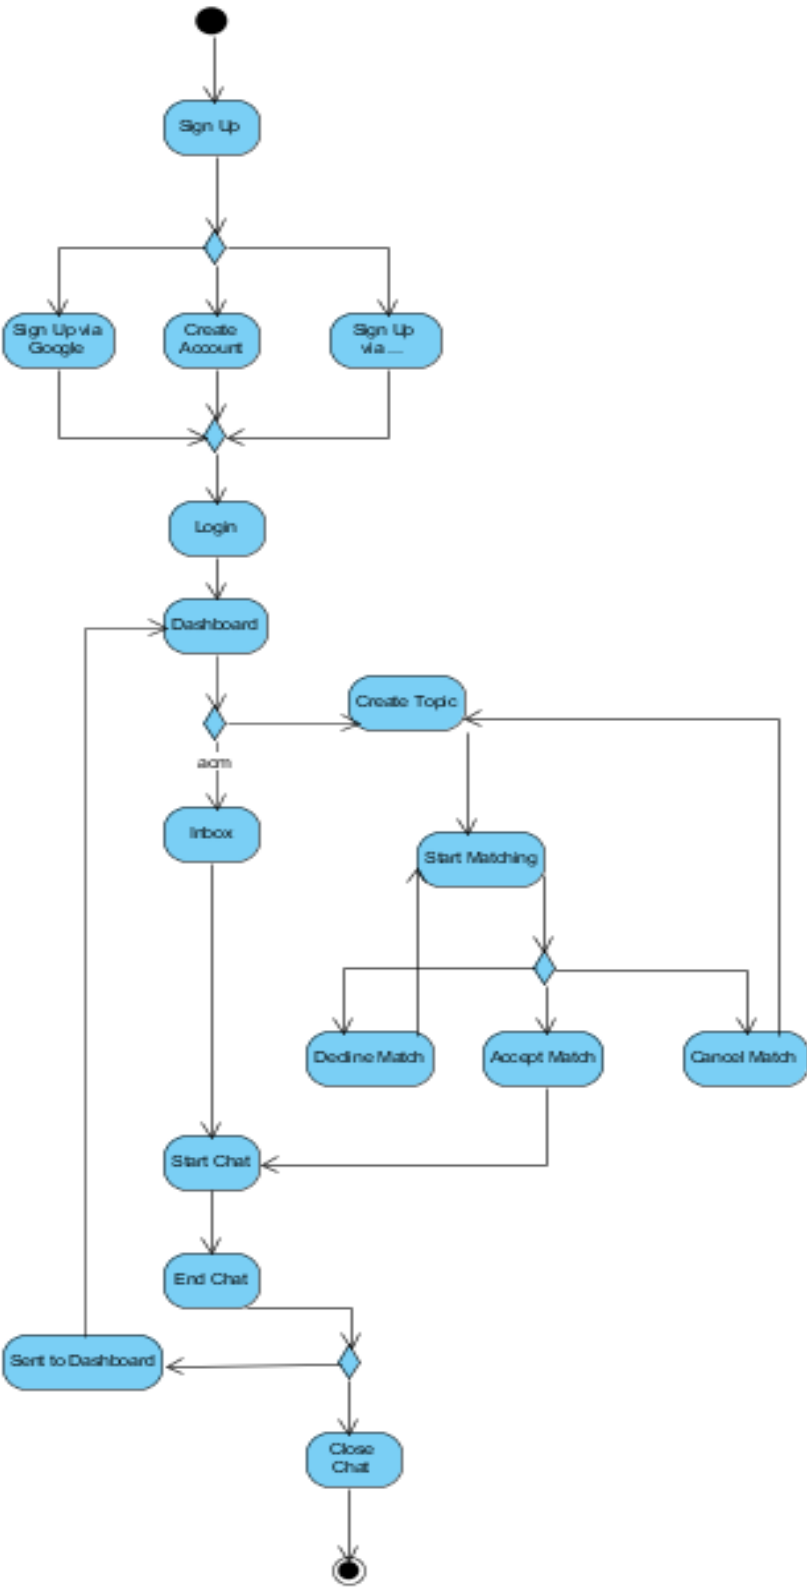 Sign Up
Sign Up via
Google
Create
Account
Sign Up
via ...
Login
Dashboard
Create Topic
acm
Inbox
Start Matching
Decline Match
Accept Match
Cancel Match
Start Chat
End Chat
Sent to Dashboard
Close
Chat